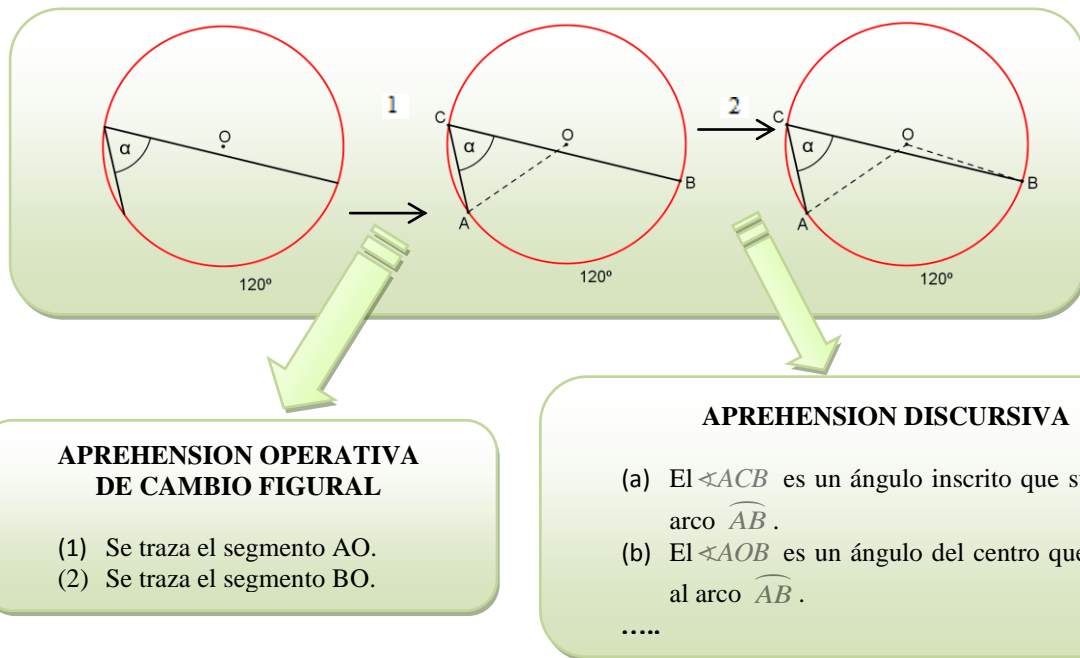 O
α
120º
1
C
O
α
B
A
120º
2
C
O
α
B
A
120º
APREHENSION OPERATIVA
DE CAMBIO FIGURAL
(1) Se traza el segmento AO.
(2) Se traza el segmento BO.
APREHENSION DISCURSIVA
(a) El ∢ACB es un ángulo inscrito que
arco AB.
(b) El ∢AOB es un ángulo del centro que
al arco AB.
…..